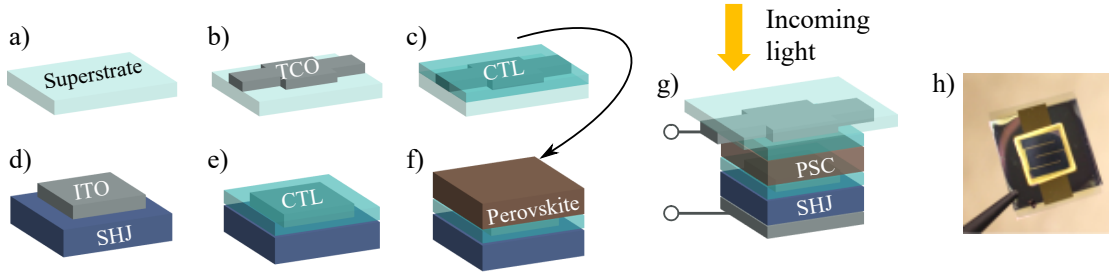 a)
Superstrate
b)
TCO
c)
CTL
Incoming
light
d)
ITO
SHJ
e)
CTL
f)
Perovskite
g)
PSC
SHJ
h)